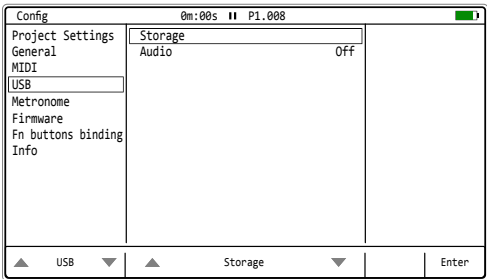 Config 0m:00s P1.008
Project Settings
General
MIDI
USB
Metronome
Firmware
Fn buttons binding
Info
Storage
Audio Off
USB Storage Enter